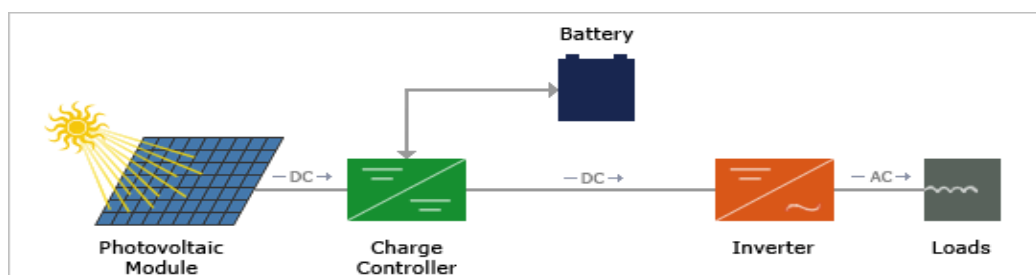 Battery
DC
DC
AC
Photovoltaic
Module
Charge
Controller
Inverter
Loads